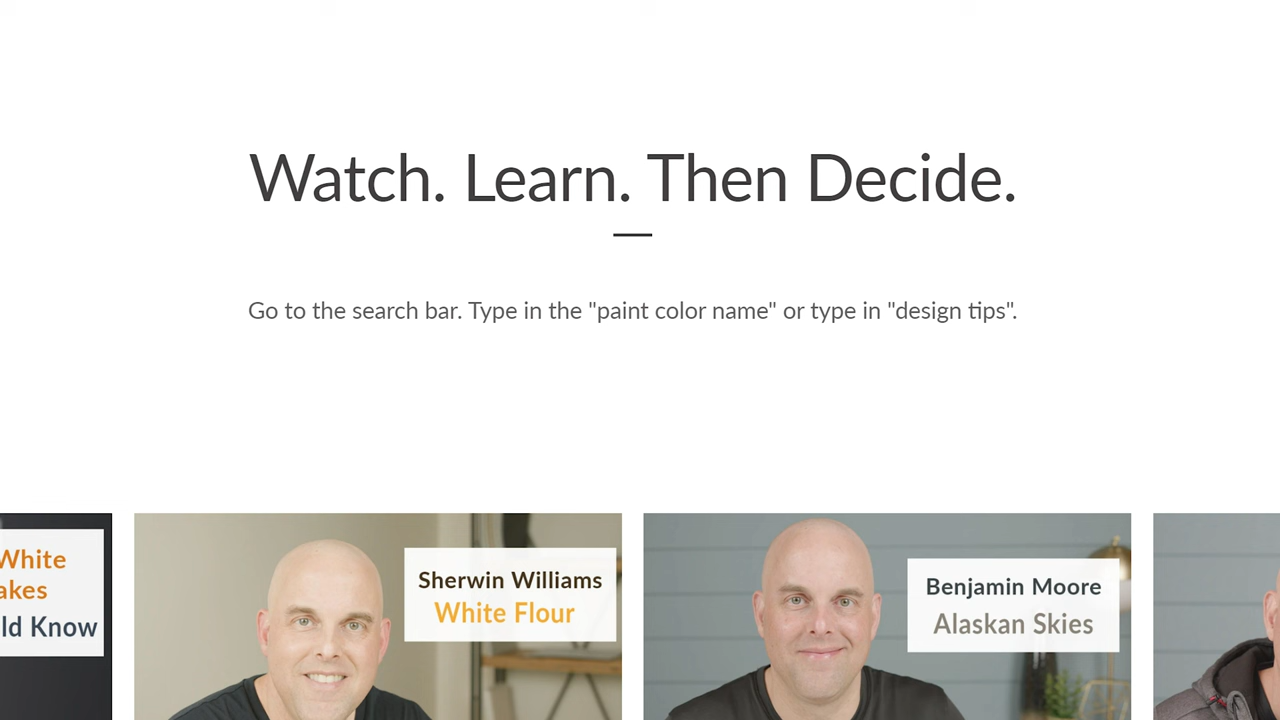 Watch. Learn. Then Decide.
Go to the search bar. Type in the "paint color name" or type in "design tips".
White
akes
ld Know
Sherwin Williams
White Flour
Benjamin Moore
Alaskan Skies